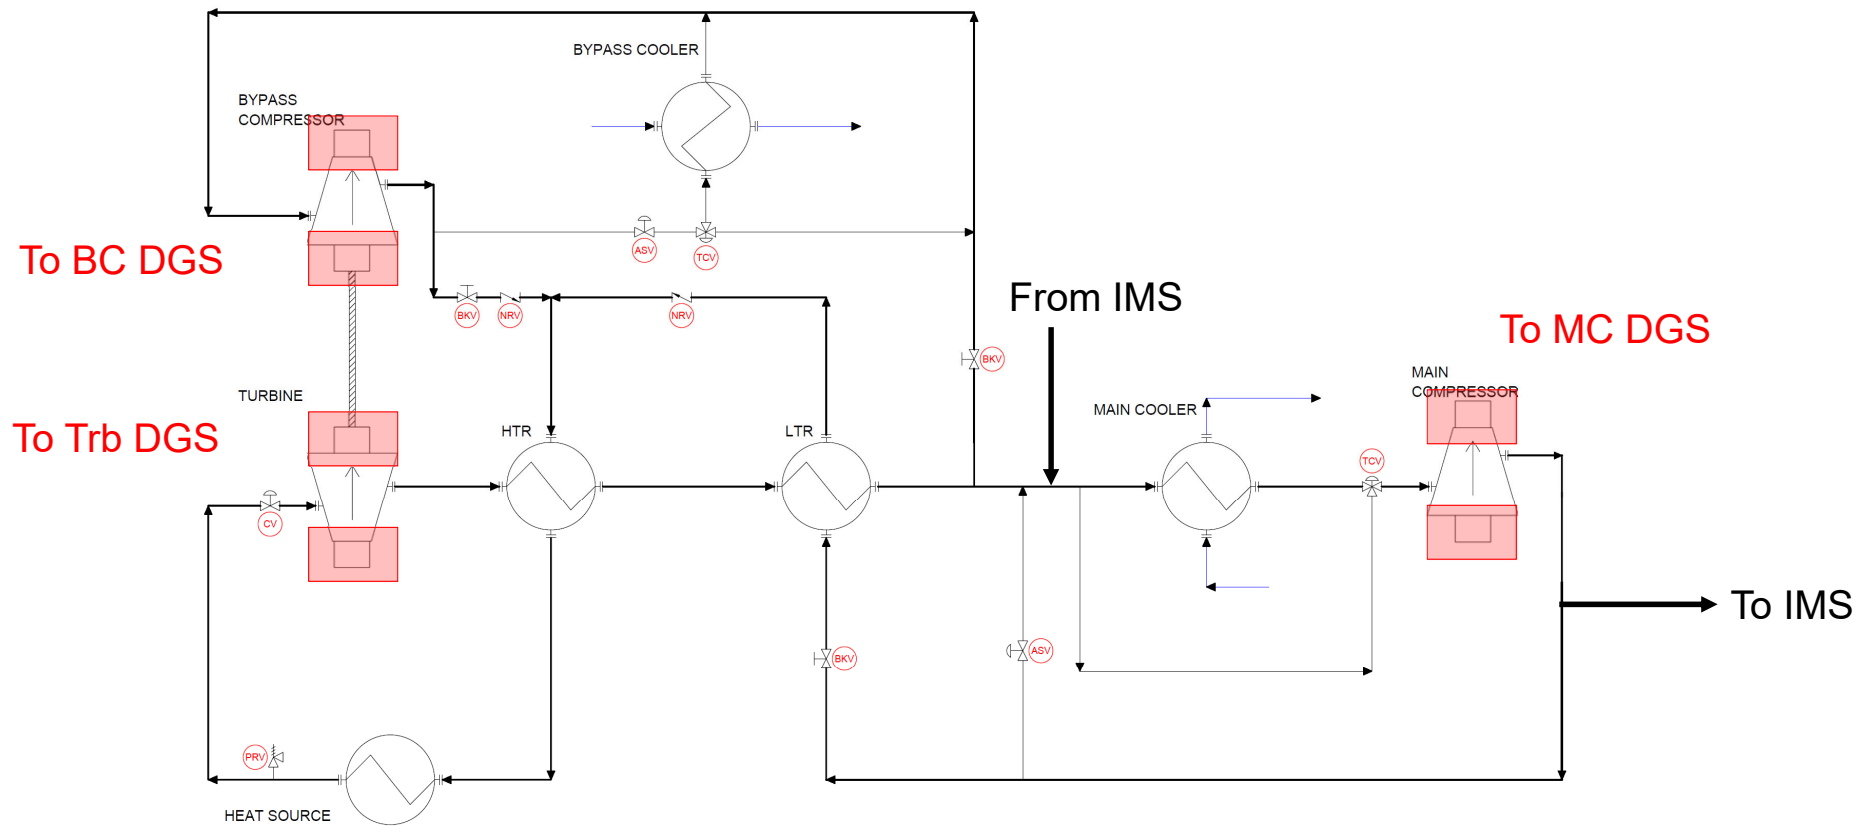 BYPASS COOLER
BYPASS
COMPRESSOR
To BC DGS
ASV
TCV
BKV
NRV
NRV
From IMS
To MC DGS
BKV
MAIN
COMPRESSOR
TURBINE
MAIN COOLER
To Trb DGS
HTR
LTR
TCV
CV
To IMS
BKV
ASV
PRV
HEAT SOURCE